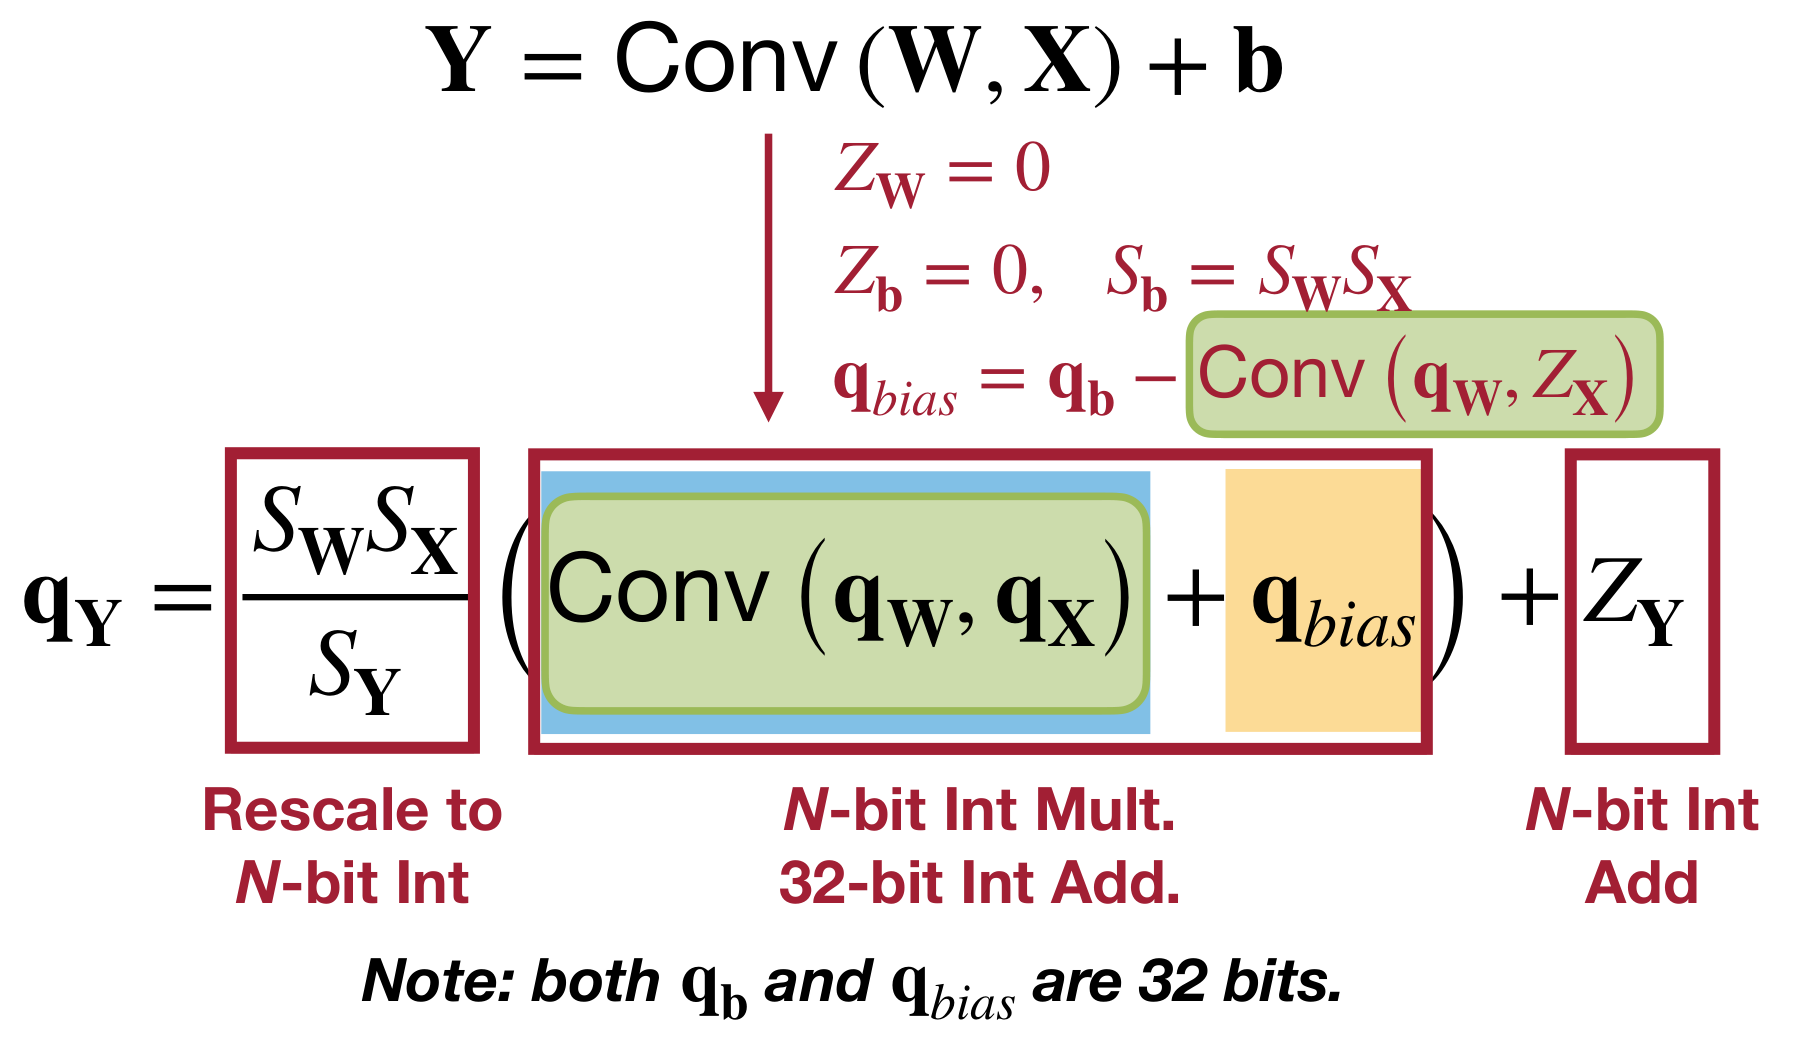 Y = Conv (W, X) + b
Z_W = 0
Z_b = 0, S_b = S_W S_X
q_bias = q_b − Conv (q_W, Z_X)
q_Y = S_W S_X / S_Y (Conv (q_W, q_X) + q_bias) + Z_Y
Rescale to
N-bit Int
N-bit Int Mult.
32-bit Int Add.
N-bit Int
Add
Note: both q_b and q_bias are 32 bits.